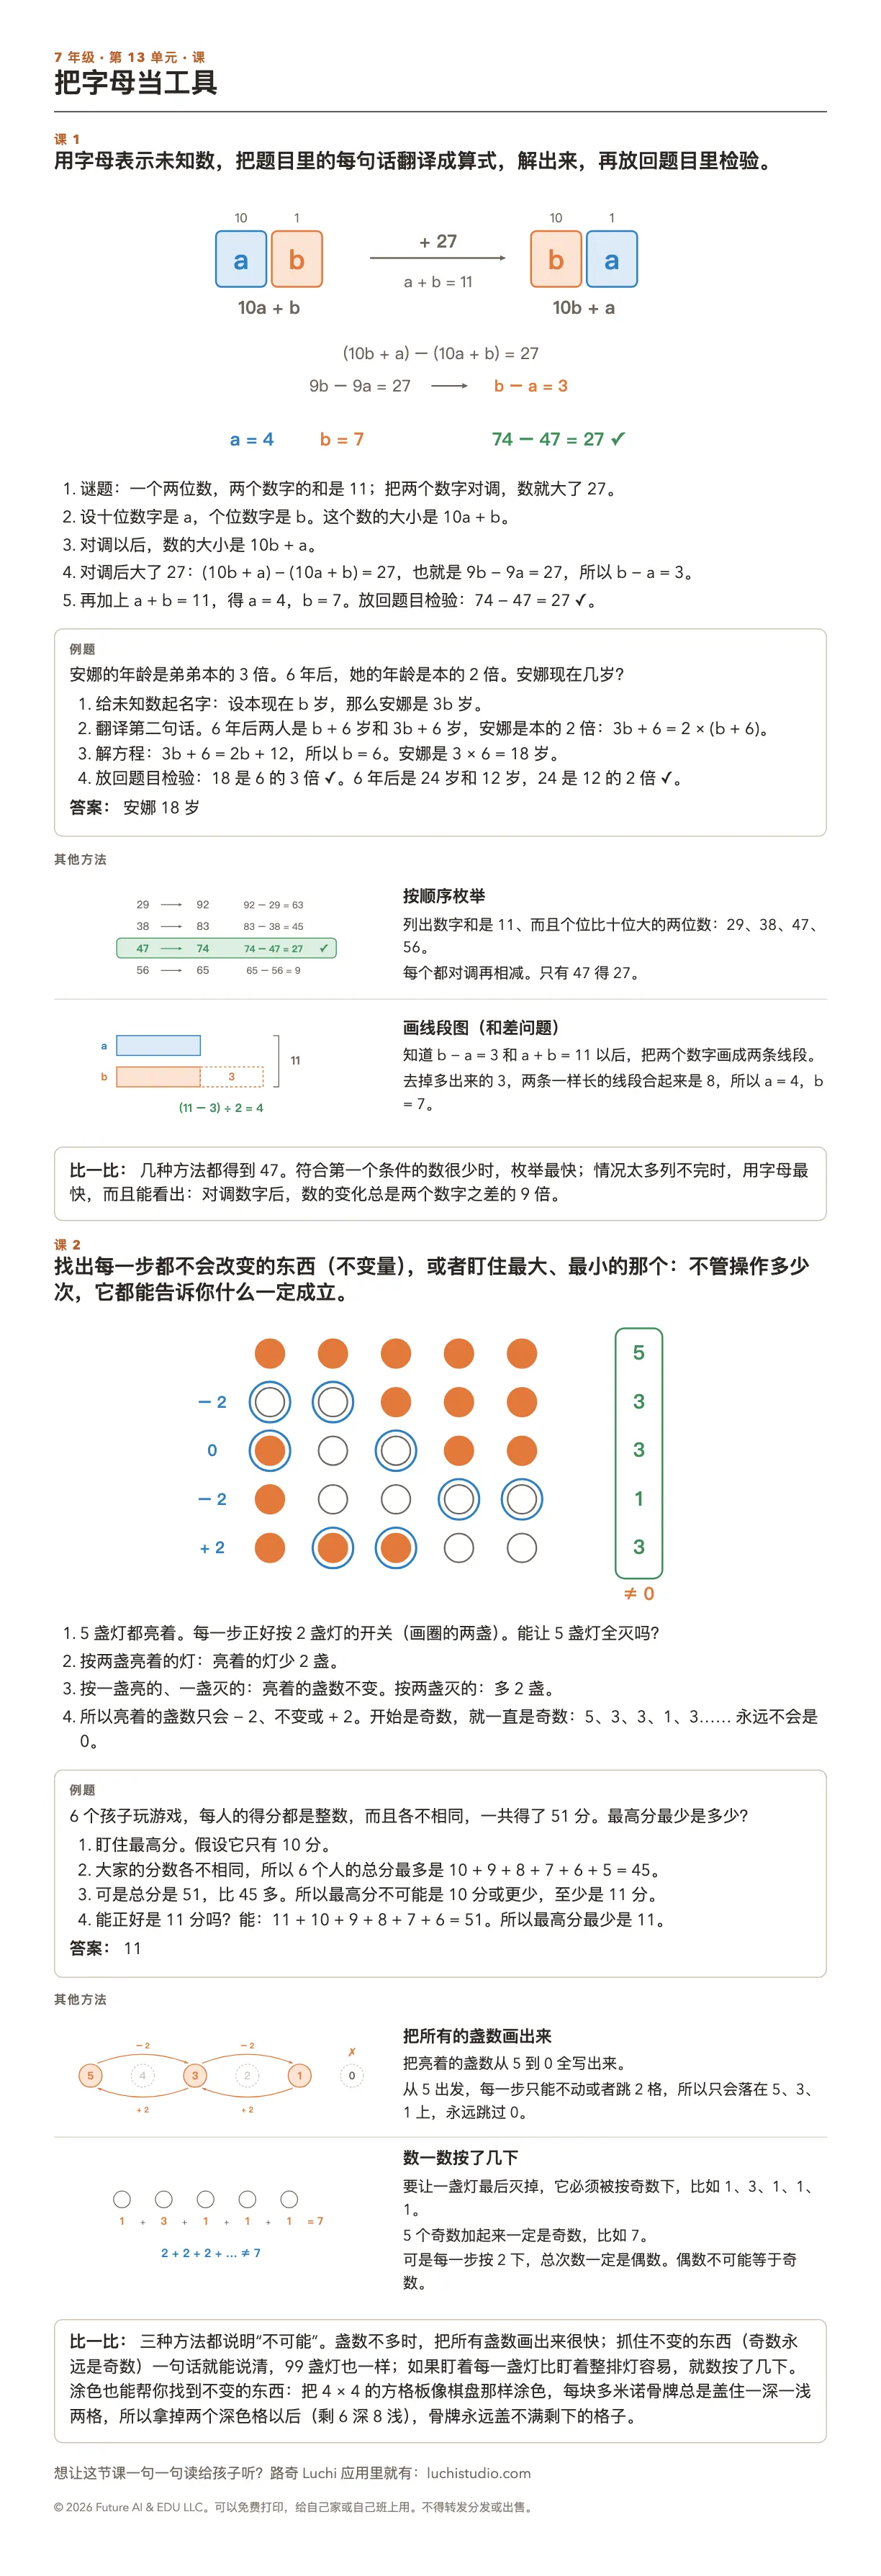 7 年级 · 第 13 单元 · 课
把字母当工具
课 1
用字母表示未知数，把题目里的每句话翻译成算式，解出来，再放回题目里检验。
10 1 10 1
a b + 27 b a
a + b = 11
10a + b 10b + a
(10b + a) − (10a + b) = 27
9b − 9a = 27 ⟶ b − a = 3
a = 4 b = 7 74 − 47 = 27 ✓
1. 谜题：一个两位数，两个数字的和是 11；把两个数字对调，数就大了 27。
2. 设十位数字是 a，个位数字是 b。这个数的大小是 10a + b。
3. 对调以后，数的大小是 10b + a。
4. 对调后大了 27：(10b + a) − (10a + b) = 27，也就是 9b − 9a = 27，所以 b − a = 3。
5. 再加上 a + b = 11，得 a = 4，b = 7。放回题目检验：74 − 47 = 27 ✓。
例题
安娜的年龄是弟弟本的 3 倍。6 年后，她的年龄是本的 2 倍。安娜现在几岁？
1. 给未知数起名字：设本现在 b 岁，那么安娜是 3b 岁。
2. 翻译第二句话。6 年后两人是 b + 6 岁和 3b + 6 岁，安娜是本的 2 倍：3b + 6 = 2 × (b + 6)。
3. 解方程：3b + 6 = 2b + 12，所以 b = 6。安娜是 3 × 6 = 18 岁。
4. 放回题目检验：18 是 6 的 3 倍 ✓。6 年后是 24 岁和 12 岁，24 是 12 的 2 倍 ✓。
答案： 安娜 18 岁
其他方法
29 ⟶ 92 92 − 29 = 63
38 ⟶ 83 83 − 38 = 45
47 ⟶ 74 74 − 47 = 27 ✓
56 ⟶ 65 65 − 56 = 9
按顺序枚举
列出数字和是 11、而且个位比十位大的两位数：29、38、47、
56。
每个都对调再相减。只有 47 得 27。
a
b 3
11
(11 − 3) ÷ 2 = 4
画线段图（和差问题）
知道 b − a = 3 和 a + b = 11 以后，把两个数字画成两条线段。
去掉多出来的 3，两条一样长的线段合起来是 8，所以 a = 4，b
= 7。
比一比： 几种方法都得到 47。符合第一个条件的数很少时，枚举最快；情况太多列不完时，用字母最
快，而且能看出：对调数字后，数的变化总是两个数字之差的 9 倍。
课 2
找出每一步都不会改变的东西（不变量），或者盯住最大、最小的那个：不管操作多少
次，它都能告诉你什么一定成立。
5
− 2 3
0 3
− 2 1
+ 2 3
≠ 0
1. 5 盏灯都亮着。每一步正好按 2 盏灯的开关（画圈的两盏）。能让 5 盏灯全灭吗？
2. 按两盏亮着的灯：亮着的灯少 2 盏。
3. 按一盏亮的、一盏灭的：亮着的盏数不变。按两盏灭的：多 2 盏。
4. 所以亮着的盏数只会 − 2、不变或 + 2。开始是奇数，就一直是奇数：5、3、3、1、3…… 永远不会是
0。
例题
6 个孩子玩游戏，每人的得分都是整数，而且各不相同，一共得了 51 分。最高分最少是多少？
1. 盯住最高分。假设它只有 10 分。
2. 大家的分数各不相同，所以 6 个人的总分最多是 10 + 9 + 8 + 7 + 6 + 5 = 45。
3. 可是总分是 51，比 45 多。所以最高分不可能是 10 分或更少，至少是 11 分。
4. 能正好是 11 分吗？能：11 + 10 + 9 + 8 + 7 + 6 = 51。所以最高分最少是 11。
答案： 11
其他方法
− 2 − 2 ✗
5 4 3 2 1 0
+ 2 + 2
把所有的盏数画出来
把亮着的盏数从 5 到 0 全写出来。
从 5 出发，每一步只能不动或者跳 2 格，所以只会落在 5、3、
1 上，永远跳过 0。
1 + 3 + 1 + 1 + 1 = 7
2 + 2 + 2 + … ≠ 7
数一数按了几下
要让一盏灯最后灭掉，它必须被按奇数下，比如 1、3、1、1、
1。
5 个奇数加起来一定是奇数，比如 7。
可是每一步按 2 下，总次数一定是偶数。偶数不可能等于奇
数。
比一比： 三种方法都说明“不可能”。盏数不多时，把所有盏数画出来很快；抓住不变的东西（奇数永
远是奇数）一句话就能说清，99 盏灯也一样；如果盯着每一盏灯比盯着整排灯容易，就数按了几下。
涂色也能帮你找到不变的东西：把 4 × 4 的方格板像棋盘那样涂色，每块多米诺骨牌总是盖住一深一浅
两格，所以拿掉两个深色格以后（剩 6 深 8 浅），骨牌永远盖不满剩下的格子。
想让这节课一句一句读给孩子听？路奇 Luchi 应用里就有：luchistudio.com
© 2026 Future AI & EDU LLC。可以免费打印，给自己家或自己班上用。不得转发分发或出售。